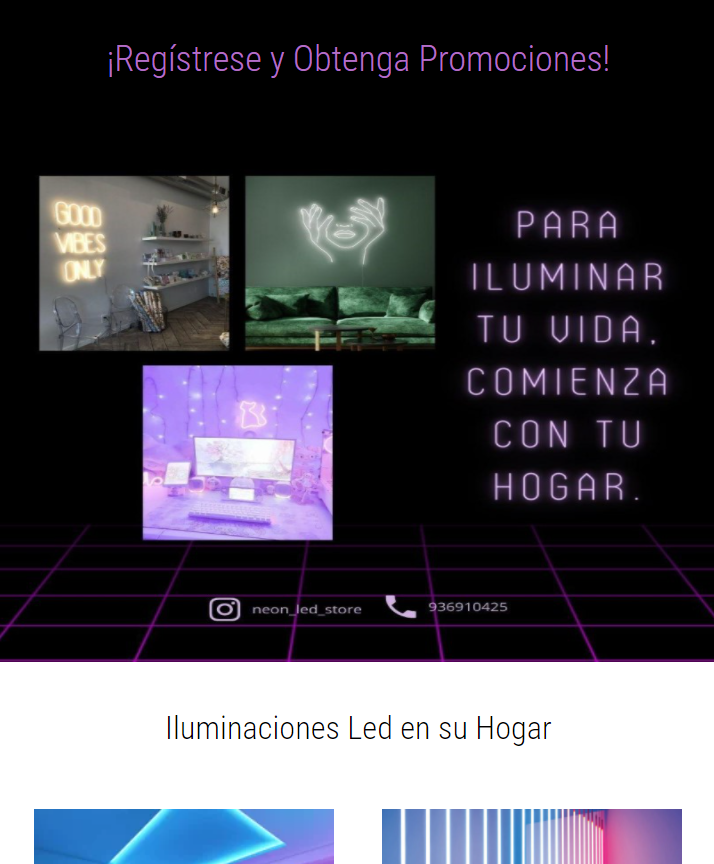 ¡Regístrese y Obtenga Promociones!
GOOD
VIBES
ONLY
PARA
ILUMINAR
TU VIDA,
COMIENZA
CON TU
HOGAR.
neon_led_store
936910425
Iluminaciones Led en su Hogar